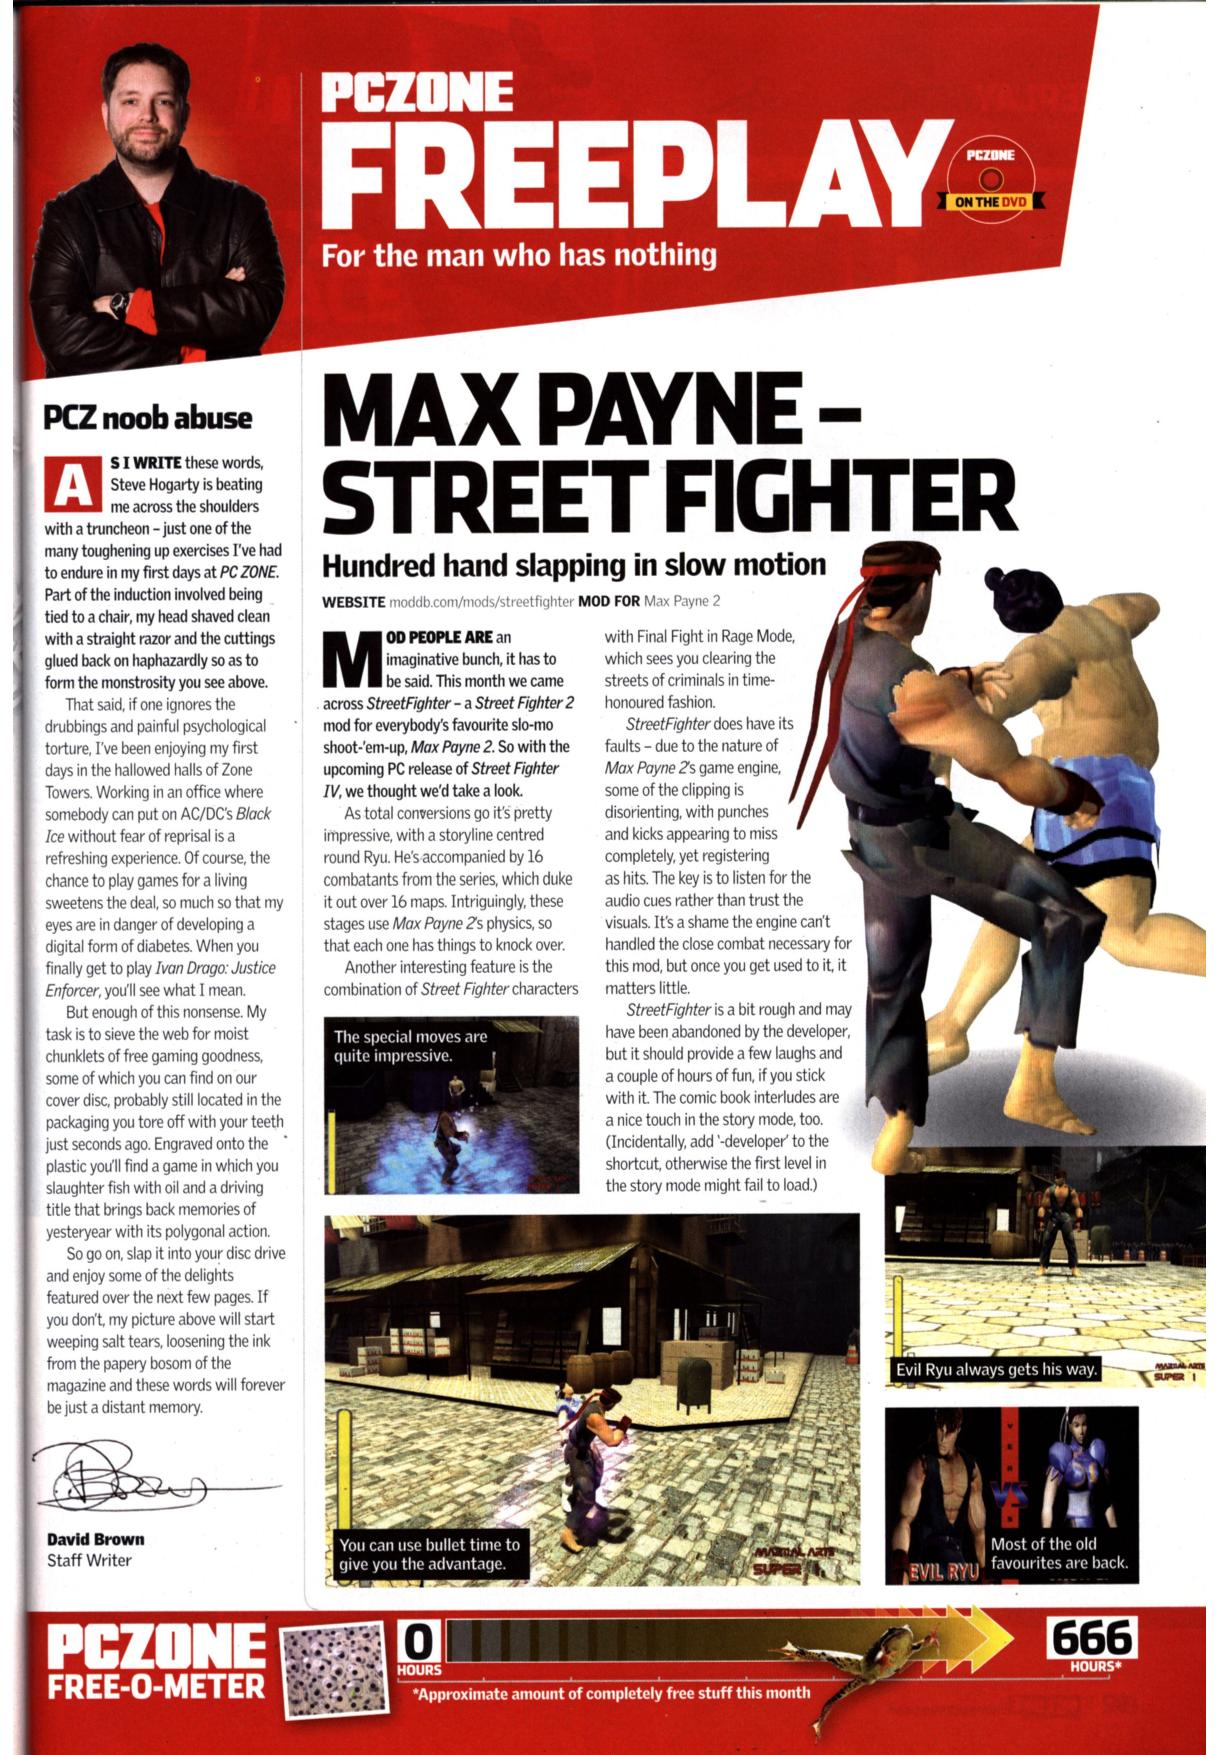 PCZONE
FREEPLAY
For the man who has nothing
PCZONE
ON THE DVD
PCZ noob abuse
AS I WRITE these words,
Steve Hogarty is beating
me across the shoulders
with a truncheon – just one of the
many toughening up exercises I've had
to endure in my first days at PC ZONE.
Part of the induction involved being
tied to a chair, my head shaved clean
with a straight razor and the cuttings
glued back on haphazardly so as to
form the monstrosity you see above.
That said, if one ignores the
drubbings and painful psychological
torture, I've been enjoying my first
days in the hallowed halls of Zone
Towers. Working in an office where
somebody can put on AC/DC's Black
Ice without fear of reprisal is a
refreshing experience. Of course, the
chance to play games for a living
sweetens the deal, so much so that my
eyes are in danger of developing a
digital form of diabetes. When you
finally get to play Ivan Drago: Justice
Enforcer, you'll see what I mean.
But enough of this nonsense. My
task is to sieve the web for moist
chunklets of free gaming goodness,
some of which you can find on our
cover disc, probably still located in the
packaging you tore off with your teeth
just seconds ago. Engraved onto the
plastic you'll find a game in which you
slaughter fish with oil and a driving
title that brings back memories of
yesteryear with its polygonal action.
So go on, slap it into your disc drive
and enjoy some of the delights
featured over the next few pages. If
you don't, my picture above will start
weeping salt tears, loosening the ink
from the papery bosom of the
magazine and these words will forever
be just a distant memory.
David Brown
Staff Writer
MAX PAYNE –
STREET FIGHTER
Hundred hand slapping in slow motion
WEBSITE moddb.com/mods/streetfighter MOD FOR Max Payne 2
MOD PEOPLE ARE an
imaginative bunch, it has to
be said. This month we came
across StreetFighter – a Street Fighter 2
mod for everybody's favourite slo-mo
shoot-'em-up, Max Payne 2. So with the
upcoming PC release of Street Fighter
IV, we thought we'd take a look.
As total conversions go it's pretty
impressive, with a storyline centred
round Ryu. He's accompanied by 16
combatants from the series, which duke
it out over 16 maps. Intriguingly, these
stages use Max Payne 2's physics, so
that each one has things to knock over.
Another interesting feature is the
combination of Street Fighter characters
with Final Fight in Rage Mode,
which sees you clearing the
streets of criminals in time-
honoured fashion.
StreetFighter does have its
faults – due to the nature of
Max Payne 2's game engine,
some of the clipping is
disorienting, with punches
and kicks appearing to miss
completely, yet registering
as hits. The key is to listen for the
audio cues rather than trust the
visuals. It's a shame the engine can't
handled the close combat necessary for
this mod, but once you get used to it, it
matters little.
StreetFighter is a bit rough and may
have been abandoned by the developer,
but it should provide a few laughs and
a couple of hours of fun, if you stick
with it. The comic book interludes are
a nice touch in the story mode, too.
(Incidentally, add '-developer' to the
shortcut, otherwise the first level in
the story mode might fail to load.)
The special moves are
quite impressive.
You can use bullet time to
give you the advantage.
MARTIAL ARTS
SUPER
Evil Ryu always gets his way.
MARTIAL ARTS
SUPER 1
VS
EVIL RYU
Most of the old
favourites are back.
PCZONE
FREE-O-METER
0
HOURS
666
HOURS*
*Approximate amount of completely free stuff this month